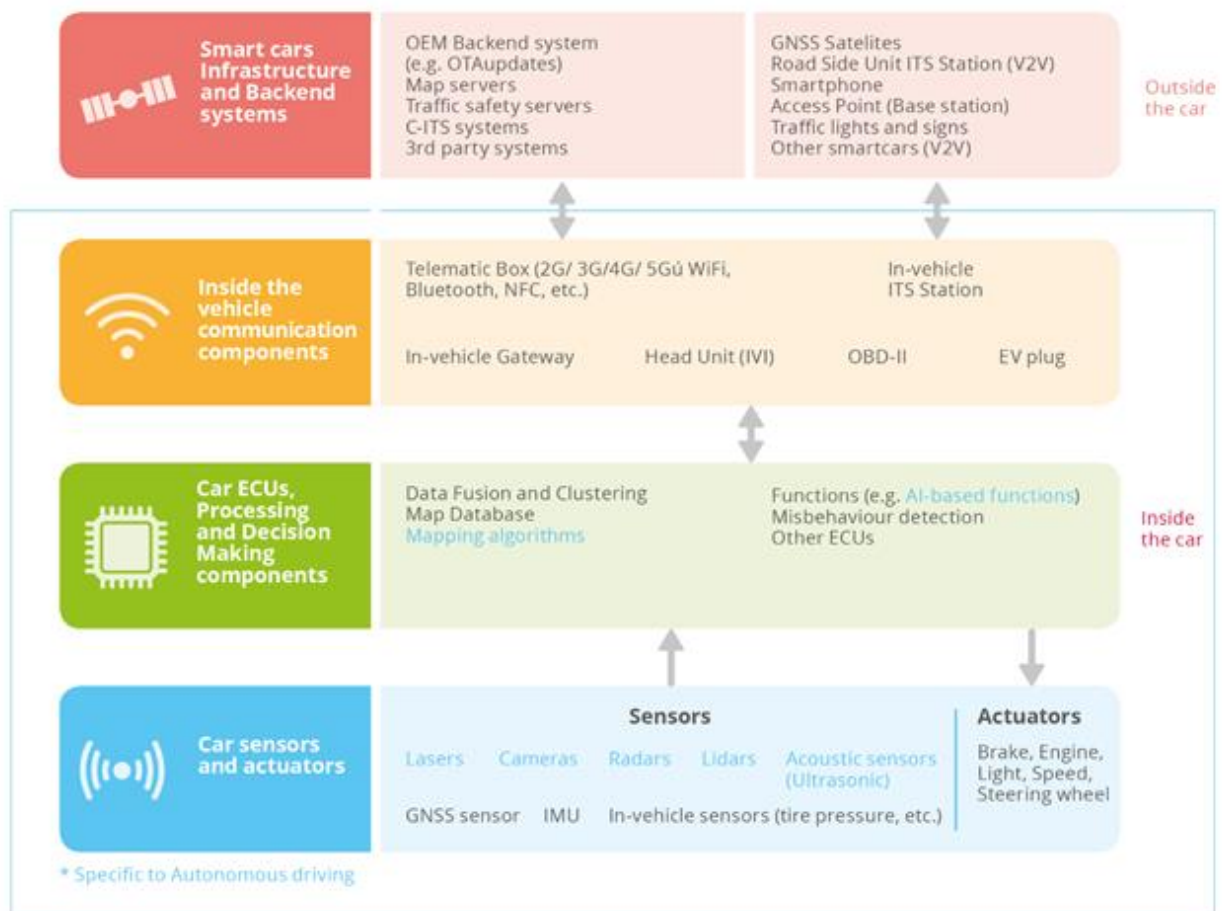 Smart cars
Infrastructure
and Backend
systems
OEM Backend system
(e.g. OTAupdates)
Map servers
Traffic safety servers
C-ITS systems
3rd party systems
GNSS Satelites
Road Side Unit ITS Station (V2V)
Smartphone
Access Point (Base station)
Traffic lights and signs
Other smartcars (V2V)
Outside
the car
Inside the
vehicle
communication
components
Telematic Box (2G/ 3G/4G/ 5Gú WiFi,
Bluetooth, NFC, etc.)
In-vehicle
ITS Station
In-vehicle Gateway
Head Unit (IVI)
OBD-II
EV plug
Car ECUs,
Processing
and Decision
Making
components
Data Fusion and Clustering
Map Database
Mapping algorithms
Functions (e.g. AI-based functions)
Misbehaviour detection
Other ECUs
Inside
the car
Car sensors
and actuators
Sensors
Lasers
Cameras
Radars
Lidars
Acoustic sensors
(Ultrasonic)
GNSS sensor
IMU
In-vehicle sensors (tire pressure, etc.)
Actuators
Brake, Engine,
Light, Speed,
Steering wheel
* Specific to Autonomous driving